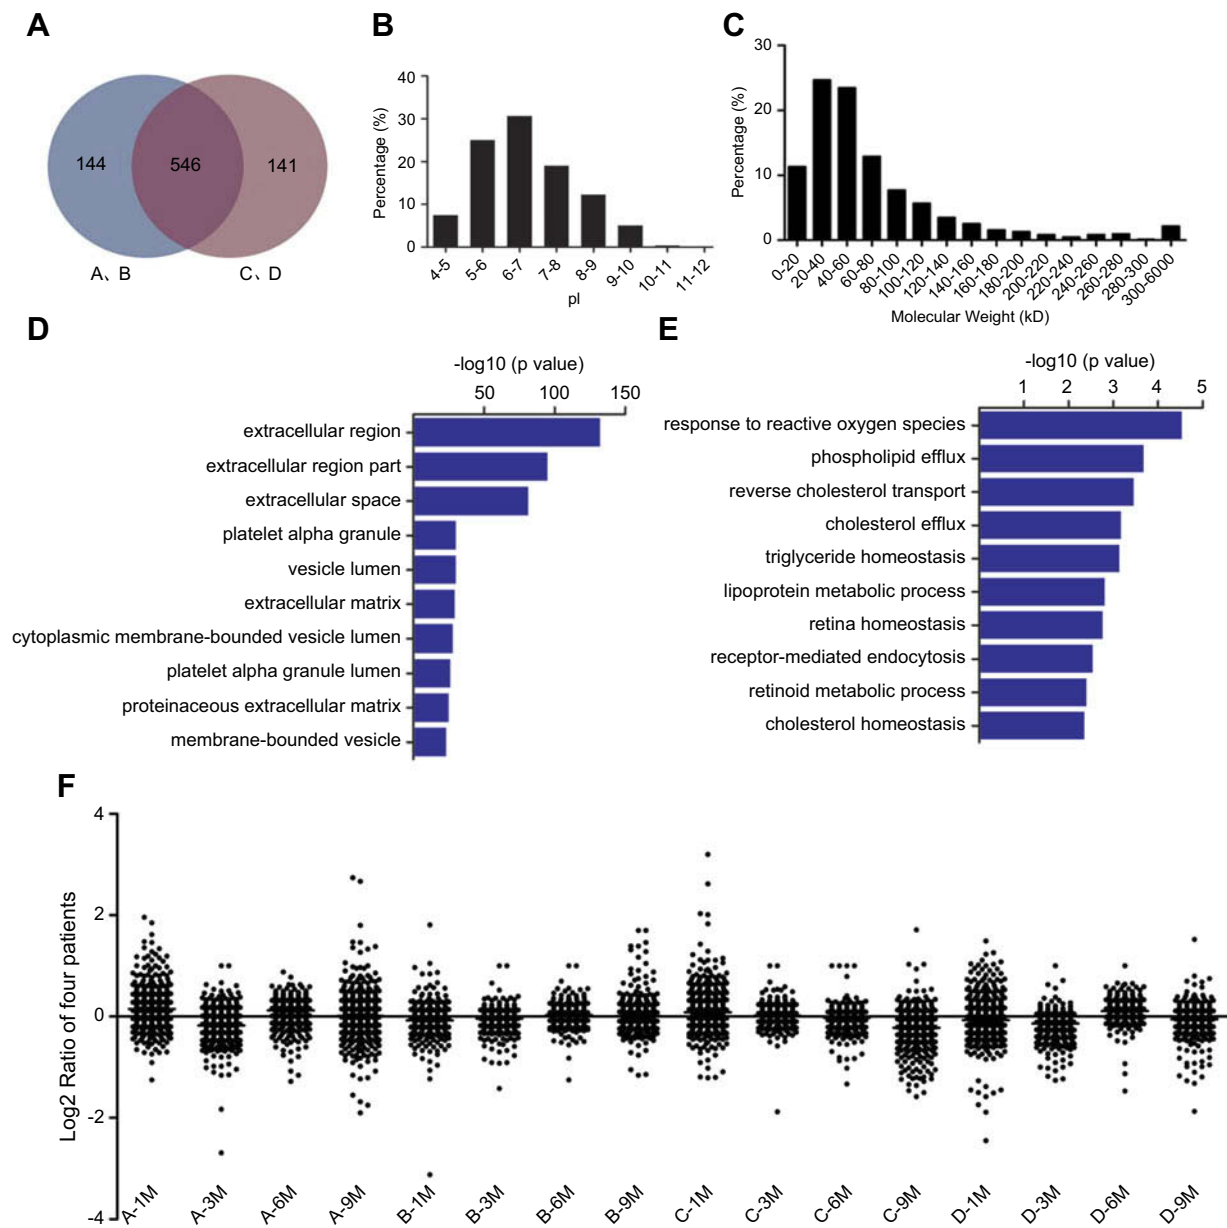 A
144
546
141
A、B
C、D
B
Percentage (%)
40
30
20
10
0
4-5
5-6
6-7
7-8
8-9
9-10
10-11
11-12
pI
C
Percentage (%)
30
20
10
0
0-20
20-40
40-60
60-80
80-100
100-120
120-140
140-160
160-180
180-200
200-220
220-240
240-260
260-280
280-300
300-6000
Molecular Weight (kD)
D
-log10 (p value)
50 100 150
extracellular region
extracellular region part
extracellular space
platelet alpha granule
vesicle lumen
extracellular matrix
cytoplasmic membrane-bounded vesicle lumen
platelet alpha granule lumen
proteinaceous extracellular matrix
membrane-bounded vesicle
E
-log10 (p value)
1 2 3 4 5
response to reactive oxygen species
phospholipid efflux
reverse cholesterol transport
cholesterol efflux
triglyceride homeostasis
lipoprotein metabolic process
retina homeostasis
receptor-mediated endocytosis
retinoid metabolic process
cholesterol homeostasis
F
Log2 Ratio of four patients
4
2
0
-2
-4
A-1M
A-3M
A-6M
A-9M
B-1M
B-3M
B-6M
B-9M
C-1M
C-3M
C-6M
C-9M
D-1M
D-3M
D-6M
D-9M